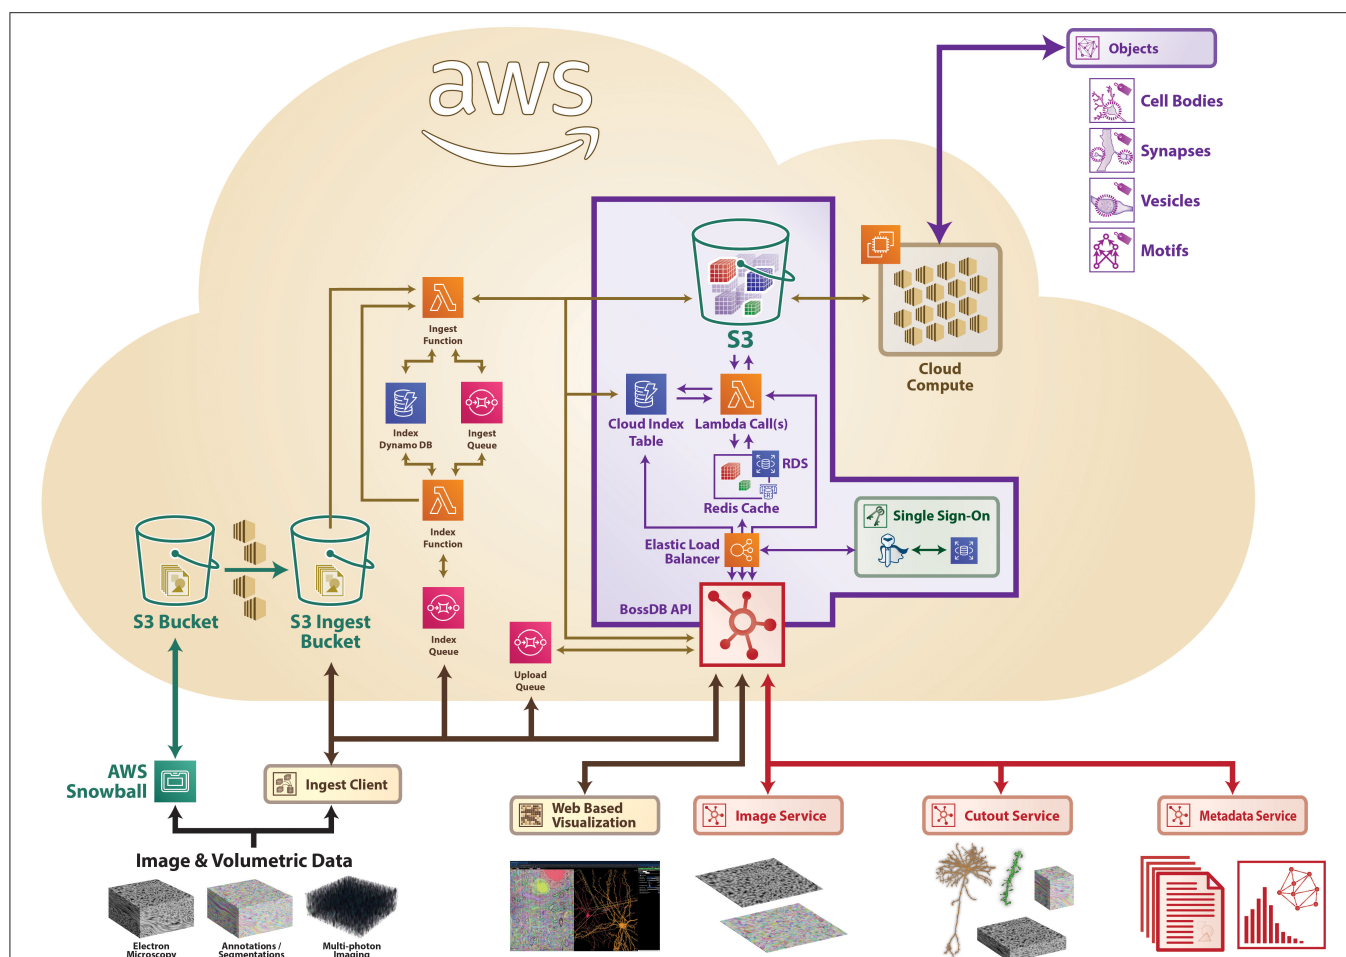 aws
Objects
Cell Bodies
Synapses
Vesicles
Motifs
S3
Cloud
Compute
Ingest
Function
Index
Dynamo DB
Ingest
Queue
Cloud Index
Table
Lambda Call(s)
RDS
Redis Cache
Index
Function
Elastic Load
Balancer
Single Sign-On
BossDB API
S3 Bucket
S3 Ingest
Bucket
Index
Queue
Upload
Queue
AWS
Snowball
Ingest Client
Web Based
Visualization
Image Service
Cutout Service
Metadata Service
Image & Volumetric Data
Electron
Microscopy
Annotations /
Segmentations
Multi-photon
Imaging